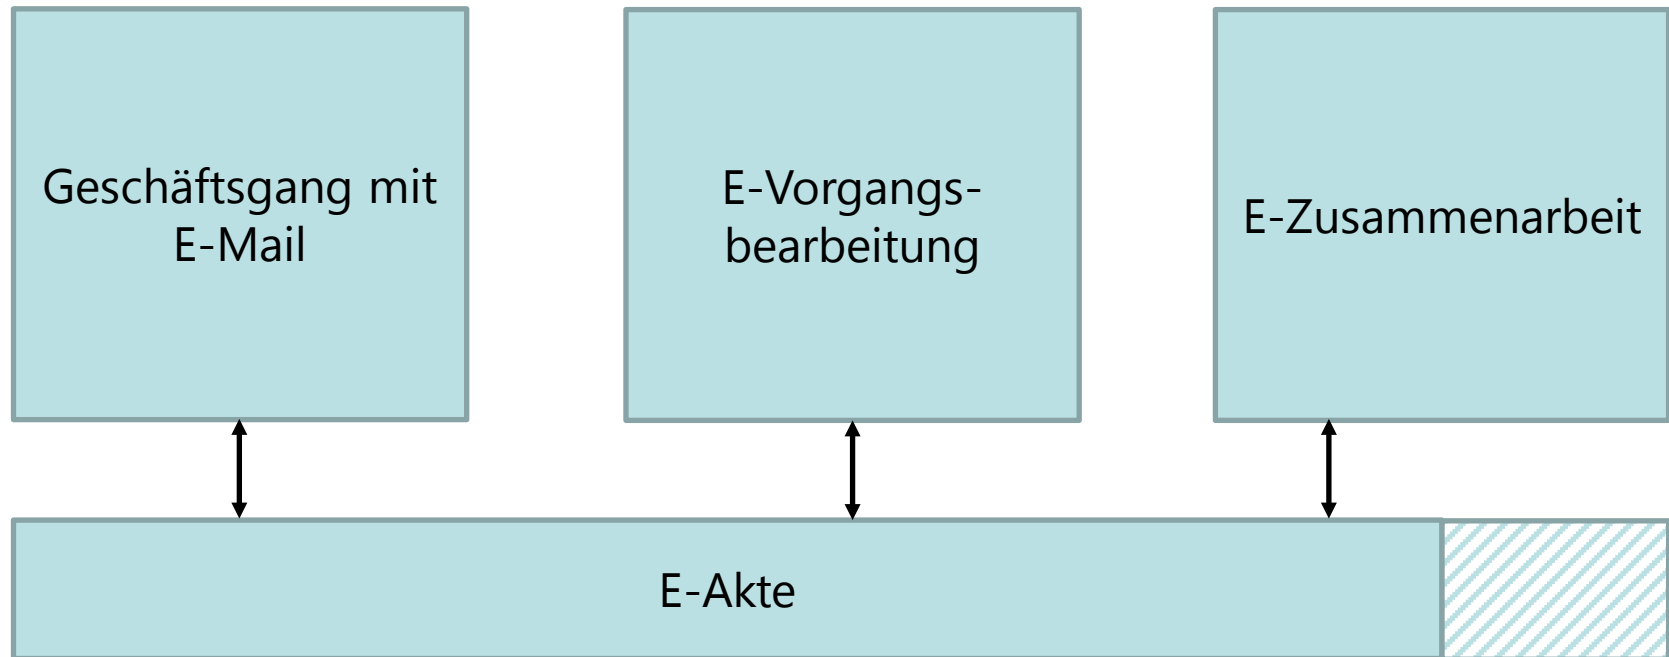 Geschäftsgang mit
E-Mail
E-Vorgangs-
bearbeitung
E-Zusammenarbeit
E-Akte